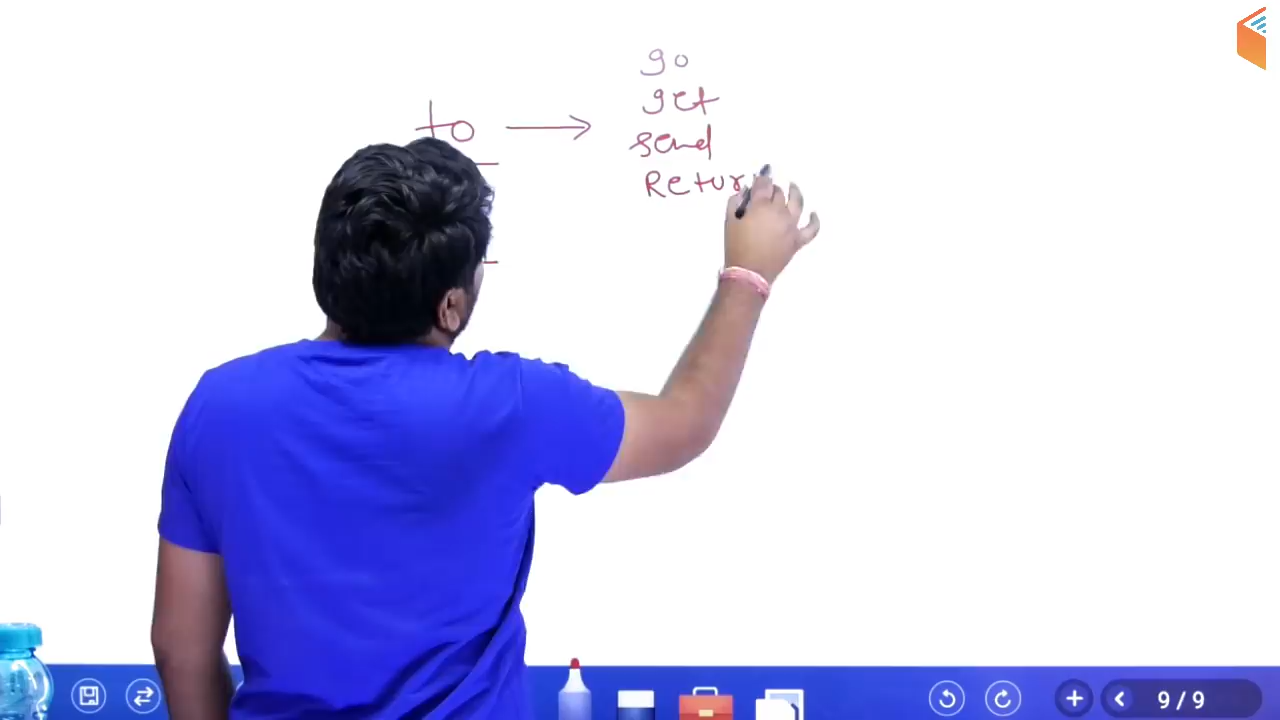 go
to → get
send
Retur
9 / 9